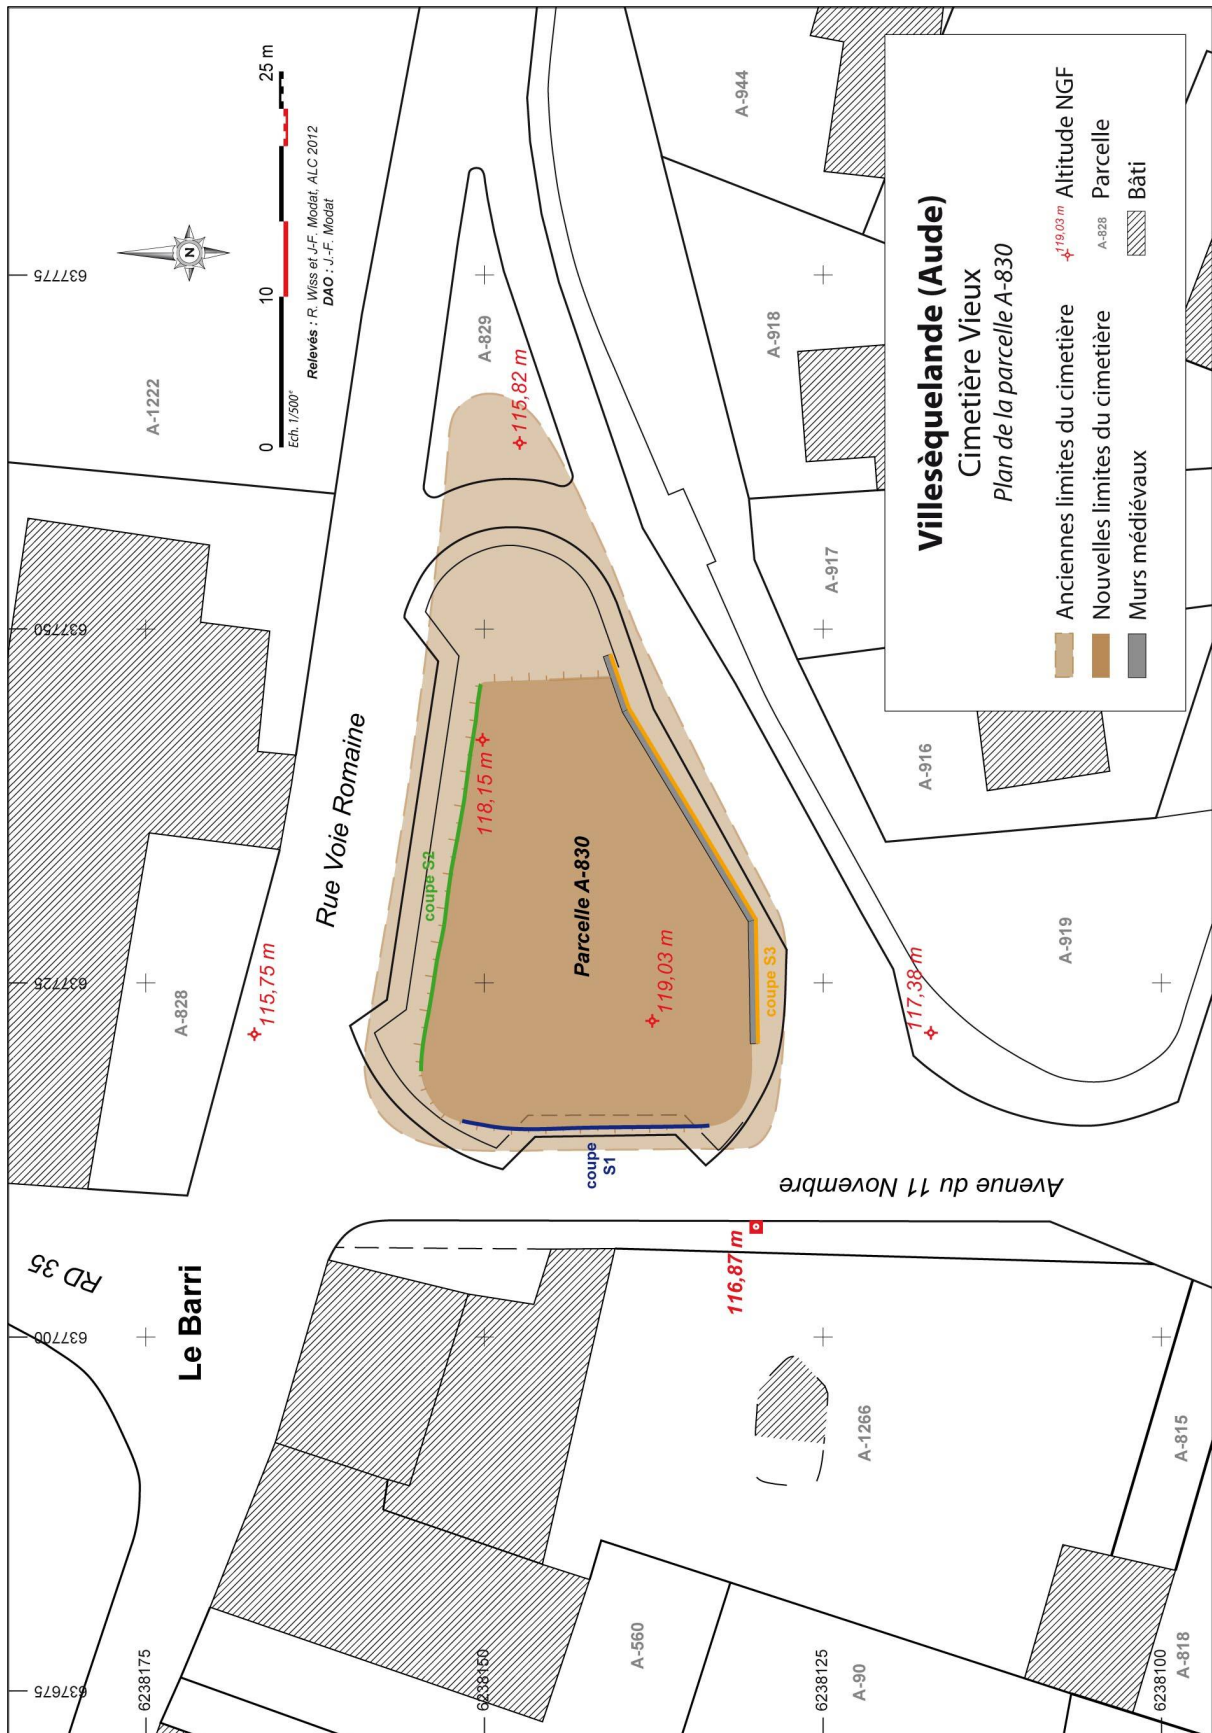 RD 35
Le Barri
Rue Voie Romaine
Avenue du 11 Novembre
637675
637700
637725
637750
637775
6238175
6238150
6238125
6238100
A-828
A-1222
A-829
A-944
A-918
A-917
A-916
A-919
A-1266
A-560
A-90
A-815
A-818
Parcelle A-830
115,75 m
118,15 m
119,03 m
115,82 m
117,38 m
116,87 m
coupe
S1
coupe S2
coupe S3
0
10
25 m
Ech. 1/500e
Relevés : R. Wiss et J-F. Modat, ALC 2012
DAO : J.-F. Modat
N
Villesèquelande (Aude)
Cimetière Vieux
Plan de la parcelle A-830
Anciennes limites du cimetière
Nouvelles limites du cimetière
Murs médiévaux
119,03 m Altitude NGF
A-828 Parcelle
Bâti